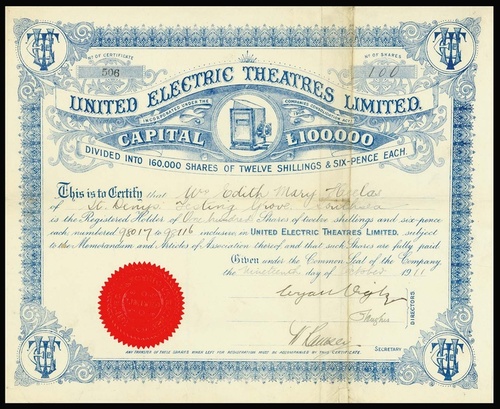 Nº OF CERTIFICATE
506
Nº OF SHARES
100
UNITED ELECTRIC THEATRES LIMITED.
INCORPORATED UNDER THE COMPANIES (CONSOLIDATION) ACT
CAPITAL £100,000
DIVIDED INTO 160,000 SHARES OF TWELVE SHILLINGS & SIX-PENCE EACH.
This is to Certify that Mrs Edith Mary
of St. Denys
is the Registered Holder of One hundred Shares of twelve shillings and six-pence
each, numbered 98017 to 98116 inclusive in UNITED ELECTRIC THEATRES LIMITED, subject
to the Memorandum and Articles of Association thereof and that such Shares are fully paid.
Given under the Common Seal of the Company
the Nineteenth day of October 1911
DIRECTORS
SECRETARY
ANY TRANSFER OF THESE SHARES WHEN LEFT FOR REGISTRATION MUST BE ACCOMPANIED BY THIS CERTIFICATE.